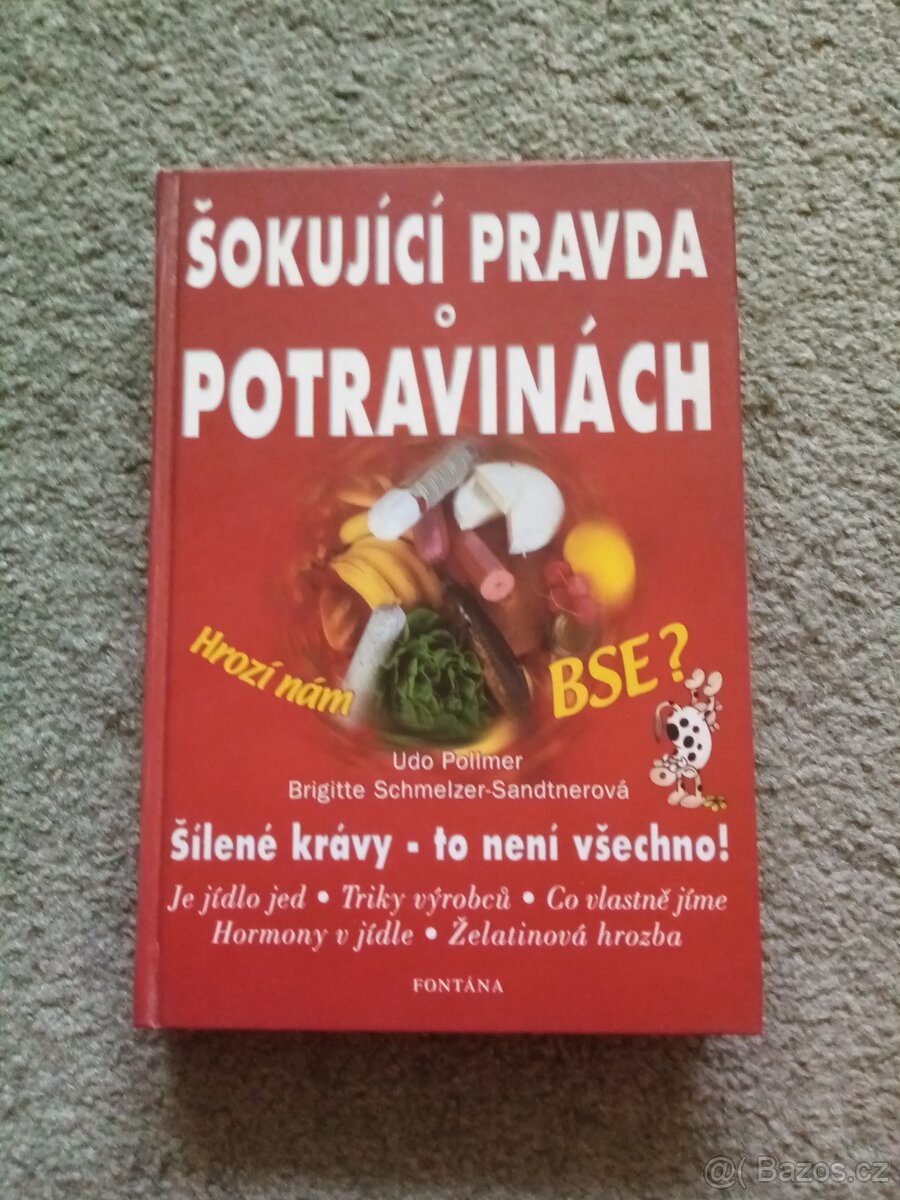 ŠOKUJÍCÍ PRAVDA
O
POTRAVINÁCH
Hrozí nám
BSE?
Udo Pollmer
Brigitte Schmelzer-Sandtnerová
Šílené krávy - to není všechno!
Je jídlo jed • Triky výrobců • Co vlastně jíme
Hormony v jídle • Želatinová hrozba
FONTÁNA
@( Bazos.cz